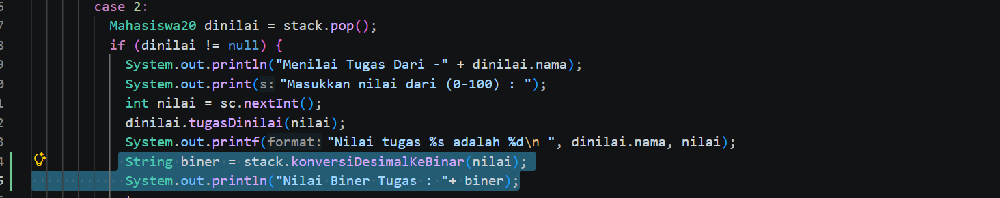 case 2:
Mahasiswa20 dinilai = stack.pop();
if (dinilai != null) {
System.out.println("Menilai Tugas Dari -" + dinilai.nama);
System.out.print(s: "Masukkan nilai dari (0-100) : ");
int nilai = sc.nextInt();
dinilai.tugasDinilai(nilai);
System.out.printf(format: "Nilai tugas %s adalah %d\n ", dinilai.nama, nilai);
String biner = stack.konversiDesimalKeBinar(nilai);
System.out.println("Nilai Biner Tugas : "+ biner);